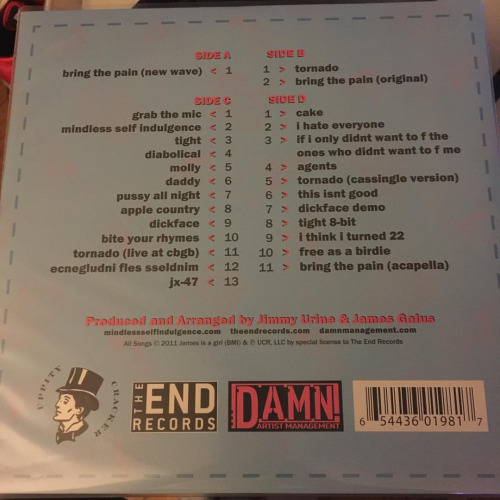 SIDE A
bring the pain (new wave) < 1
SIDE B
1 > tornado
2 > bring the pain (original)
SIDE C
grab the mic < 1
mindless self indulgence < 2
tight < 3
diabolical < 4
molly < 5
daddy < 6
pussy all night < 7
apple country < 8
dickface < 9
bite your rhymes < 10
tornado (live at cbgb) < 11
ecnegludni fles sseldnim < 12
jx-47 < 13
SIDE D
1 > cake
2 > i hate everyone
3 > if i only didnt want to f the
ones who didnt want to f me
4 > agents
5 > tornado (cassingle version)
6 > this isnt good
7 > dickface demo
8 > tight 8-bit
9 > i think i turned 22
10 > free as a birdie
11 > bring the pain (acapella)
Produced and Arranged by Jimmy Urine & James Galus
mindlessselfindulgence.com theendrecords.com damnmanagement.com
All Songs © 2011 James is a girl (BMI) & ℗ UCR, LLC by special license to The End Records
UPPITY CRACKER
THE END
RECORDS
DAMN!
ARTIST MANAGEMENT
6 54436 01981 7